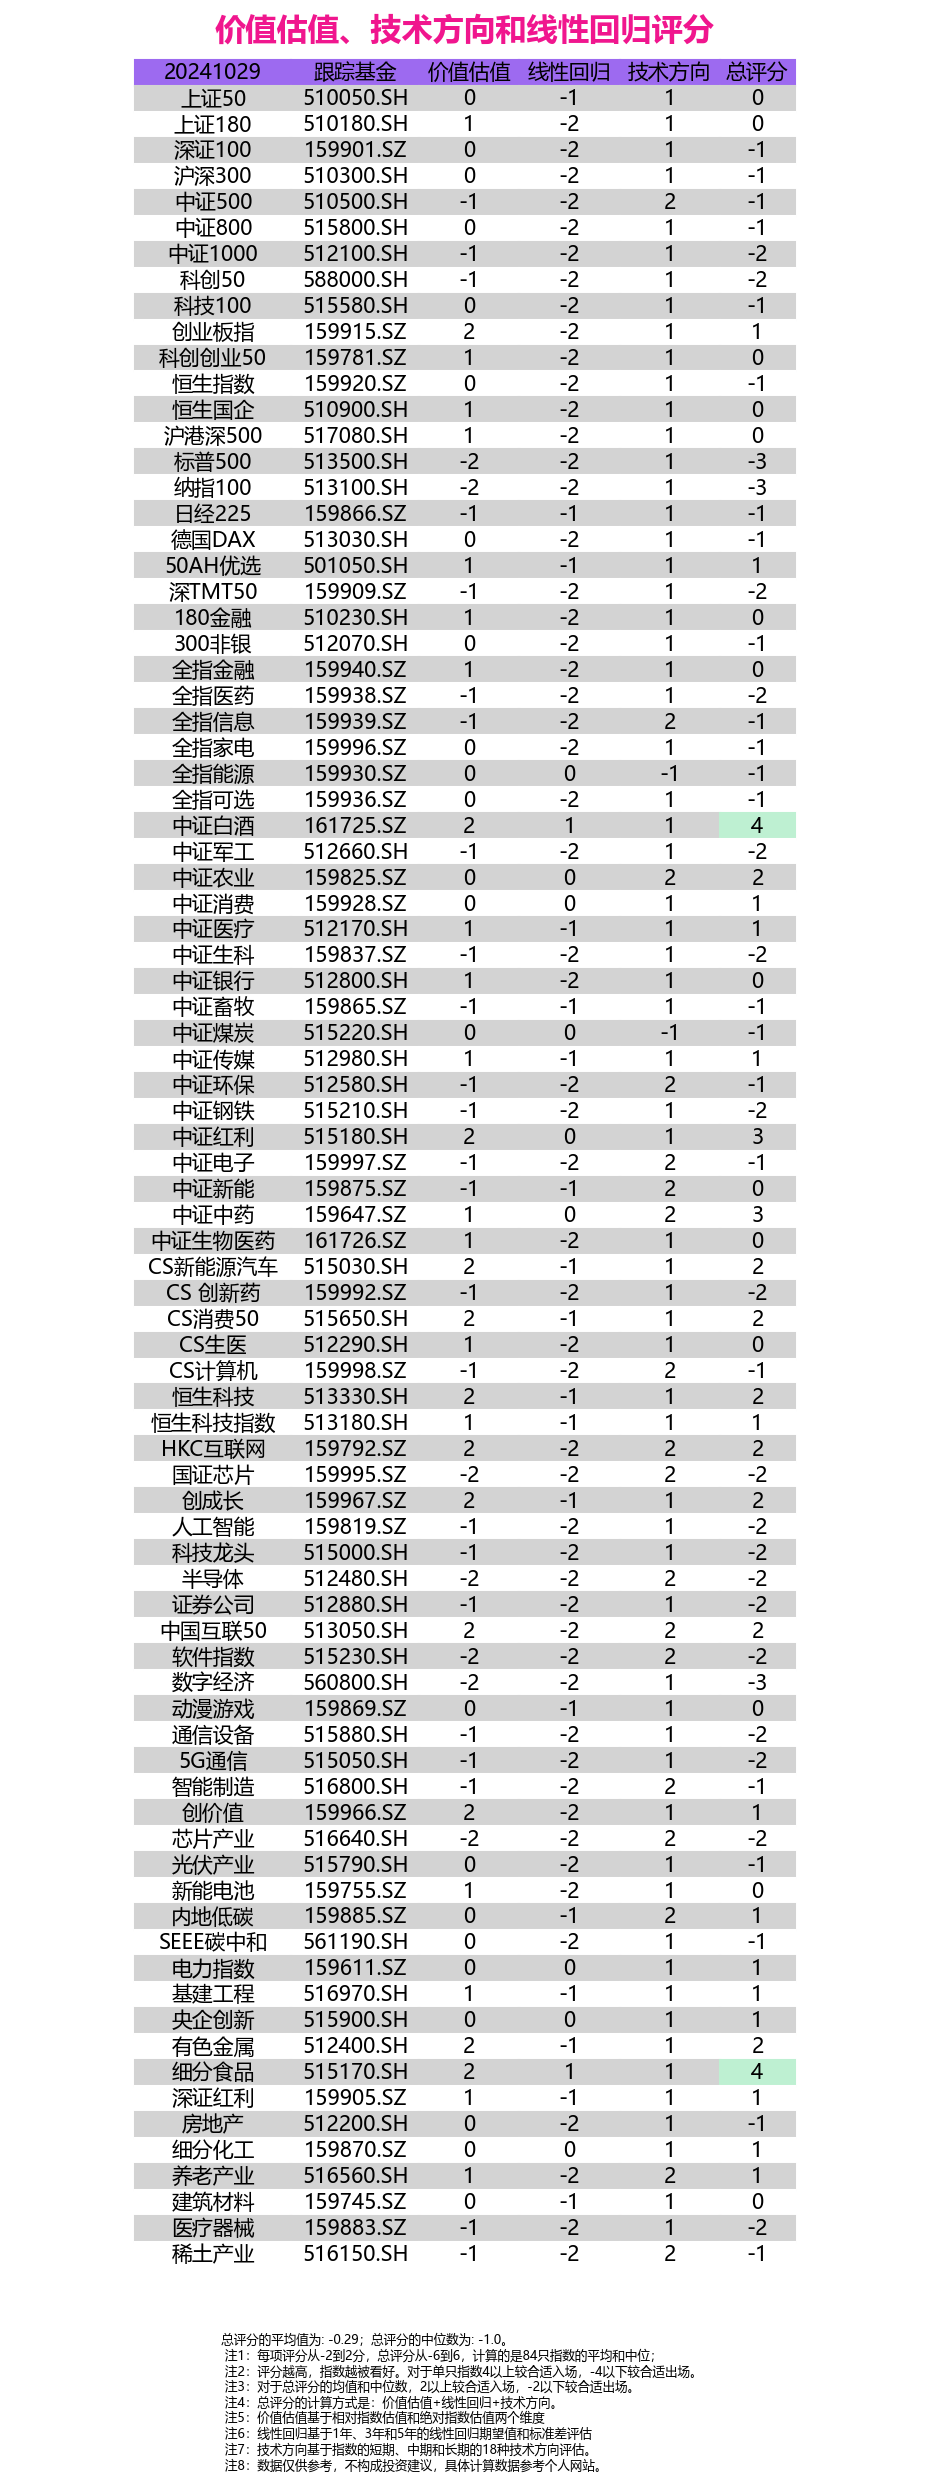 价值估值、技术方向和线性回归评分
20241029 跟踪基金 价值估值 线性回归 技术方向 总评分
上证50 510050.SH 0 -1 1 0
上证180 510180.SH 1 -2 1 0
深证100 159901.SZ 0 -2 1 -1
沪深300 510300.SH 0 -2 1 -1
中证500 510500.SH -1 -2 2 -1
中证800 515800.SH 0 -2 1 -1
中证1000 512100.SH -1 -2 1 -2
科创50 588000.SH -1 -2 1 -2
科技100 515580.SH 0 -2 1 -1
创业板指 159915.SZ 2 -2 1 1
科创创业50 159781.SZ 1 -2 1 0
恒生指数 159920.SZ 0 -2 1 -1
恒生国企 510900.SH 1 -2 1 0
沪港深500 517080.SH 1 -2 1 0
标普500 513500.SH -2 -2 1 -3
纳指100 513100.SH -2 -2 1 -3
日经225 159866.SZ -1 -1 1 -1
德国DAX 513030.SH 0 -2 1 -1
50AH优选 501050.SH 1 -1 1 1
深TMT50 159909.SZ -1 -2 1 -2
180金融 510230.SH 1 -2 1 0
300非银 512070.SH 0 -2 1 -1
全指金融 159940.SZ 1 -2 1 0
全指医药 159938.SZ -1 -2 1 -2
全指信息 159939.SZ -1 -2 2 -1
全指家电 159996.SZ 0 -2 1 -1
全指能源 159930.SZ 0 0 -1 -1
全指可选 159936.SZ 0 -2 1 -1
中证白酒 161725.SZ 2 1 1 4
中证军工 512660.SH -1 -2 1 -2
中证农业 159825.SZ 0 0 2 2
中证消费 159928.SZ 0 0 1 1
中证医疗 512170.SH 1 -1 1 1
中证生科 159837.SZ -1 -2 1 -2
中证银行 512800.SH 1 -2 1 0
中证畜牧 159865.SZ -1 -1 1 -1
中证煤炭 515220.SH 0 0 -1 -1
中证传媒 512980.SH 1 -1 1 1
中证环保 512580.SH -1 -2 2 -1
中证钢铁 515210.SH -1 -2 1 -2
中证红利 515180.SH 2 0 1 3
中证电子 159997.SZ -1 -2 2 -1
中证新能 159875.SZ -1 -1 2 0
中证中药 159647.SZ 1 0 2 3
中证生物医药 161726.SZ 1 -2 1 0
CS新能源汽车 515030.SH 2 -1 1 2
CS 创新药 159992.SZ -1 -2 1 -2
CS消费50 515650.SH 2 -1 1 2
CS生医 512290.SH 1 -2 1 0
CS计算机 159998.SZ -1 -2 2 -1
恒生科技 513330.SH 2 -1 1 2
恒生科技指数 513180.SH 1 -1 1 1
HKC互联网 159792.SZ 2 -2 2 2
国证芯片 159995.SZ -2 -2 2 -2
创成长 159967.SZ 2 -1 1 2
人工智能 159819.SZ -1 -2 1 -2
科技龙头 515000.SH -1 -2 1 -2
半导体 512480.SH -2 -2 2 -2
证券公司 512880.SH -1 -2 1 -2
中国互联50 513050.SH 2 -2 2 2
软件指数 515230.SH -2 -2 2 -2
数字经济 560800.SH -2 -2 1 -3
动漫游戏 159869.SZ 0 -1 1 0
通信设备 515880.SH -1 -2 1 -2
5G通信 515050.SH -1 -2 1 -2
智能制造 516800.SH -1 -2 2 -1
创价值 159966.SZ 2 -2 1 1
芯片产业 516640.SH -2 -2 2 -2
光伏产业 515790.SH 0 -2 1 -1
新能电池 159755.SZ 1 -2 1 0
内地低碳 159885.SZ 0 -1 2 1
SEEE碳中和 561190.SH 0 -2 1 -1
电力指数 159611.SZ 0 0 1 1
基建工程 516970.SH 1 -1 1 1
央企创新 515900.SH 0 0 1 1
有色金属 512400.SH 2 -1 1 2
细分食品 515170.SH 2 1 1 4
深证红利 159905.SZ 1 -1 1 1
房地产 512200.SH 0 -2 1 -1
细分化工 159870.SZ 0 0 1 1
养老产业 516560.SH 1 -2 2 1
建筑材料 159745.SZ 0 -1 1 0
医疗器械 159883.SZ -1 -2 1 -2
稀土产业 516150.SH -1 -2 2 -1
总评分的平均值为: -0.29；总评分的中位数为: -1.0。
注1：每项评分从-2到2分，总评分从-6到6，计算的是84只指数的平均和中位；
注2：评分越高，指数越被看好。对于单只指数4以上较合适入场，-4以下较合适出场。
注3：对于总评分的均值和中位数，2以上较合适入场，-2以下较合适出场。
注4：总评分的计算方式是：价值估值+线性回归+技术方向。
注5：价值估值基于相对指数估值和绝对指数估值两个维度
注6：线性回归基于1年、3年和5年的线性回归期望值和标准差评估
注7：技术方向基于指数的短期、中期和长期的18种技术方向评估。
注8：数据仅供参考，不构成投资建议，具体计算数据参考个人网站。